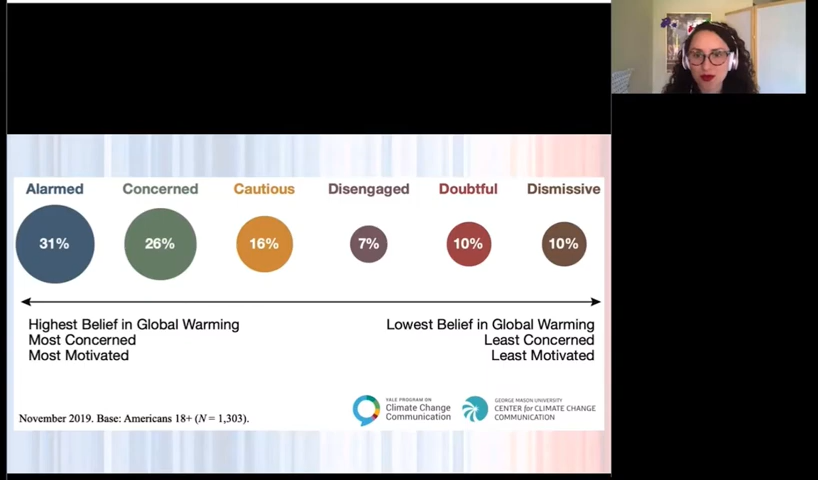 Alarmed Concerned Cautious Disengaged Doubtful Dismissive
31% 26% 16% 7% 10% 10%
Highest Belief in Global Warming
Most Concerned
Most Motivated
Lowest Belief in Global Warming
Least Concerned
Least Motivated
November 2019. Base: Americans 18+ (N = 1,303).
YALE PROGRAM ON
Climate Change
Communication
GEORGE MASON UNIVERSITY
CENTER for CLIMATE CHANGE
COMMUNICATION